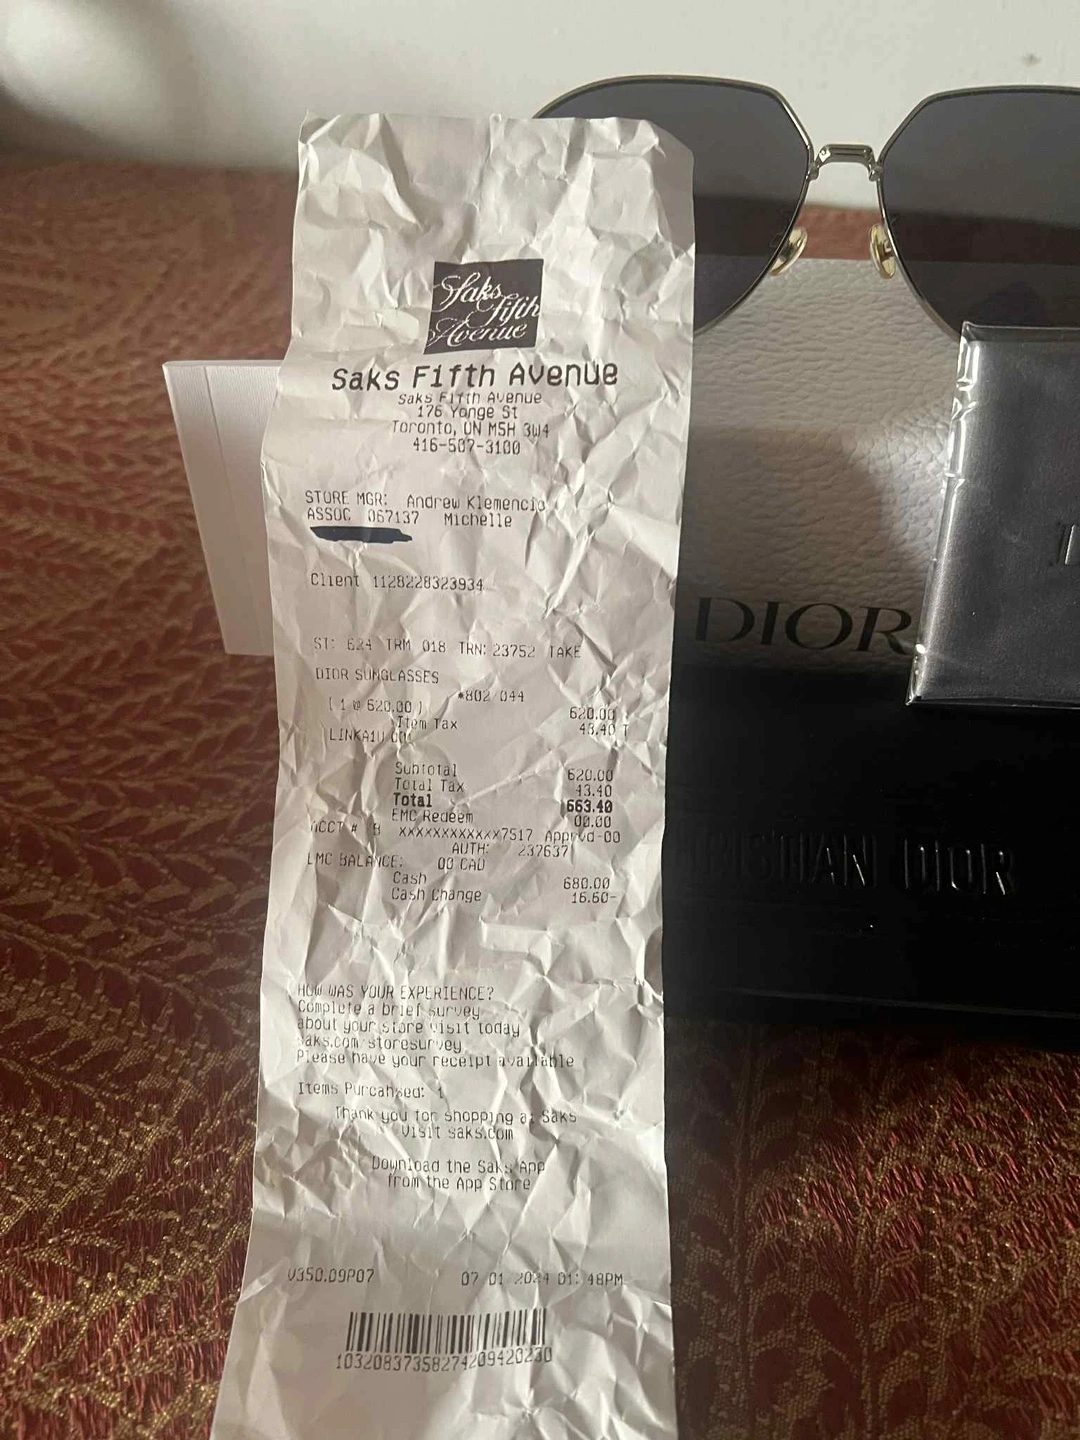 Saks
Fifth
Avenue
Saks Fifth Avenue
Saks Fifth Avenue
176 Yonge St
Toronto, ON M5H 3W4
416-507-3100
STORE MGR: Andrew Klemencic
ASSOC 067137 Michelle
Client 1128228323934
ST: 624 TRM 018 TRN: 23752 TAKE
DIOR SUNGLASSES
*802 044
[ 1 @ 620.00 ] 620.00
Item Tax 43.40 T
Subtotal 620.00
Total Tax 43.40
Total 663.40
EMC Redeem 00.00
ACCT # B XXXXXXXXXXXX7517 Apprvd-00
AUTH: 237637
EMC BALANCE: 00 CAD
Cash 680.00
Cash Change 16.60-
HOW WAS YOUR EXPERIENCE?
Complete a brief survey
about your store visit today
saks.com/storesurvey
Please have your receipt available
Items Purcahsed: 1
Thank you for shopping at Saks
Visit saks.com
Download the Saks App
from the App Store
V350.09P07 07 01 2024 01:48PM
10320837358274209420230
DIOR
CHRISTIAN DIOR